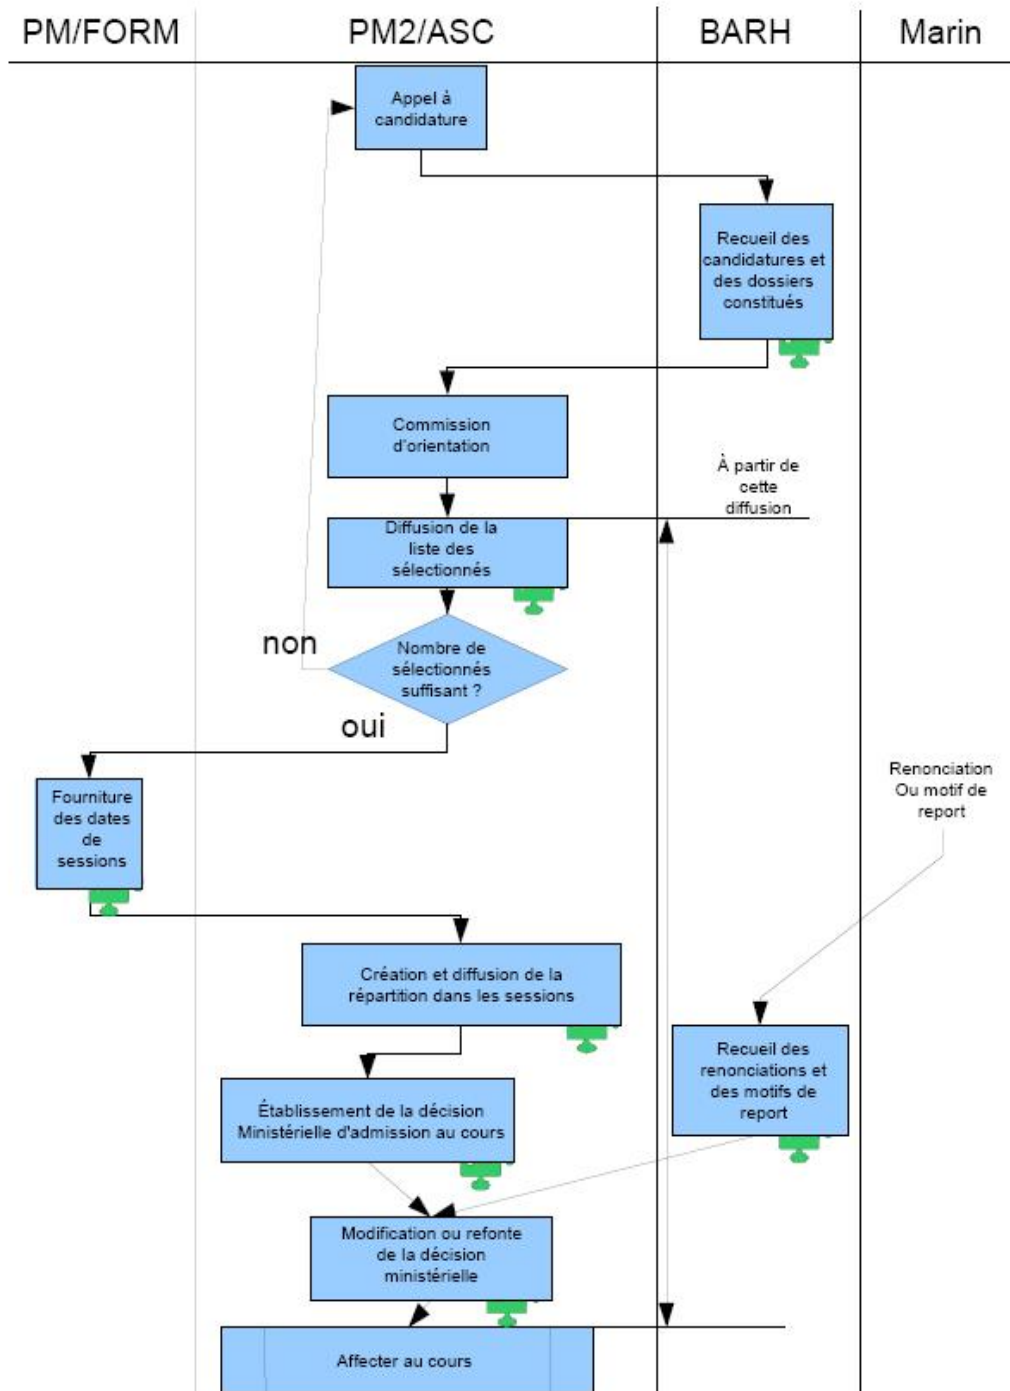 PM/FORM
PM2/ASC
BARH
Marin
Appel à
candidature
Recueil des
candidatures et
des dossiers
constitués
Commission
d'orientation
À partir de
cette
diffusion
Diffusion de la
liste des
sélectionnés
non
Nombre de
sélectionnés
suffisant ?
oui
Fourniture
des dates
de
sessions
Renonciation
Ou motif de
report
Création et diffusion de la
répartition dans les sessions
Recueil des
renonciations et
des motifs de
report
Établissement de la décision
Ministérielle d'admission au cours
Modification ou refonte
de la décision
ministérielle
Affecter au cours